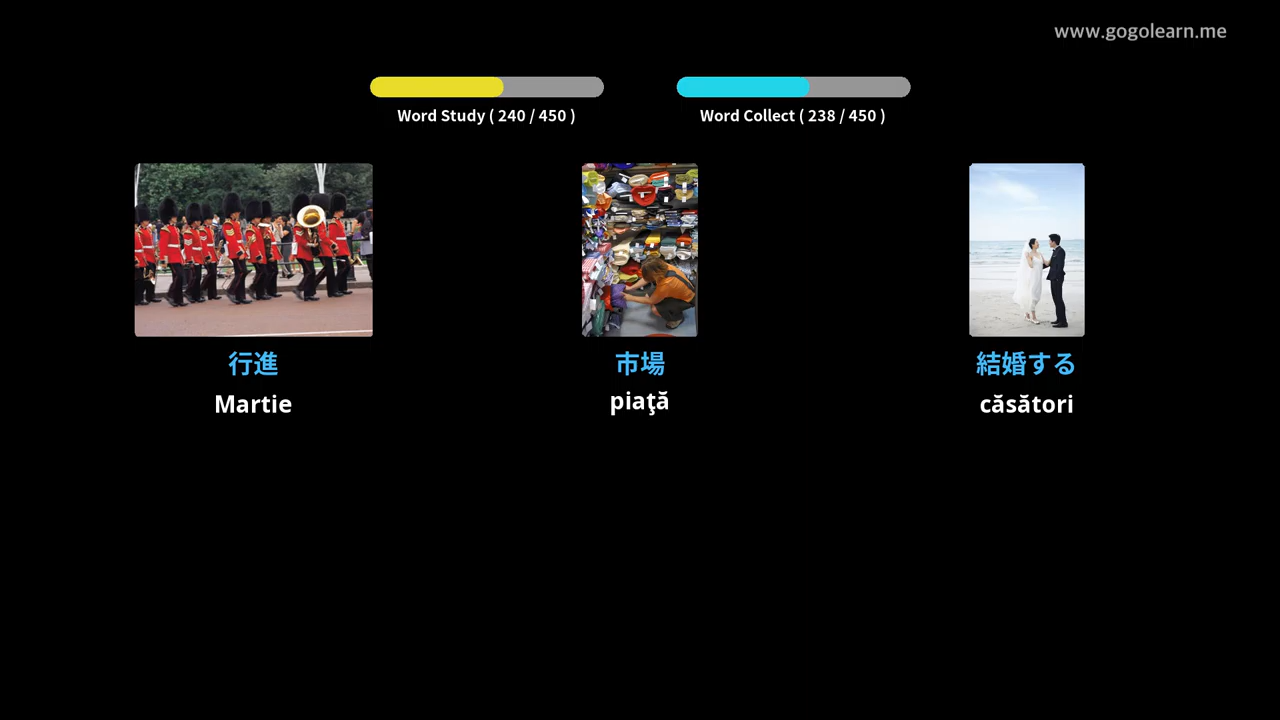 www.gogolearn.me
Word Study ( 240 / 450 )
Word Collect ( 238 / 450 )
行進
市場
結婚する
Martie
piaţă
căsători